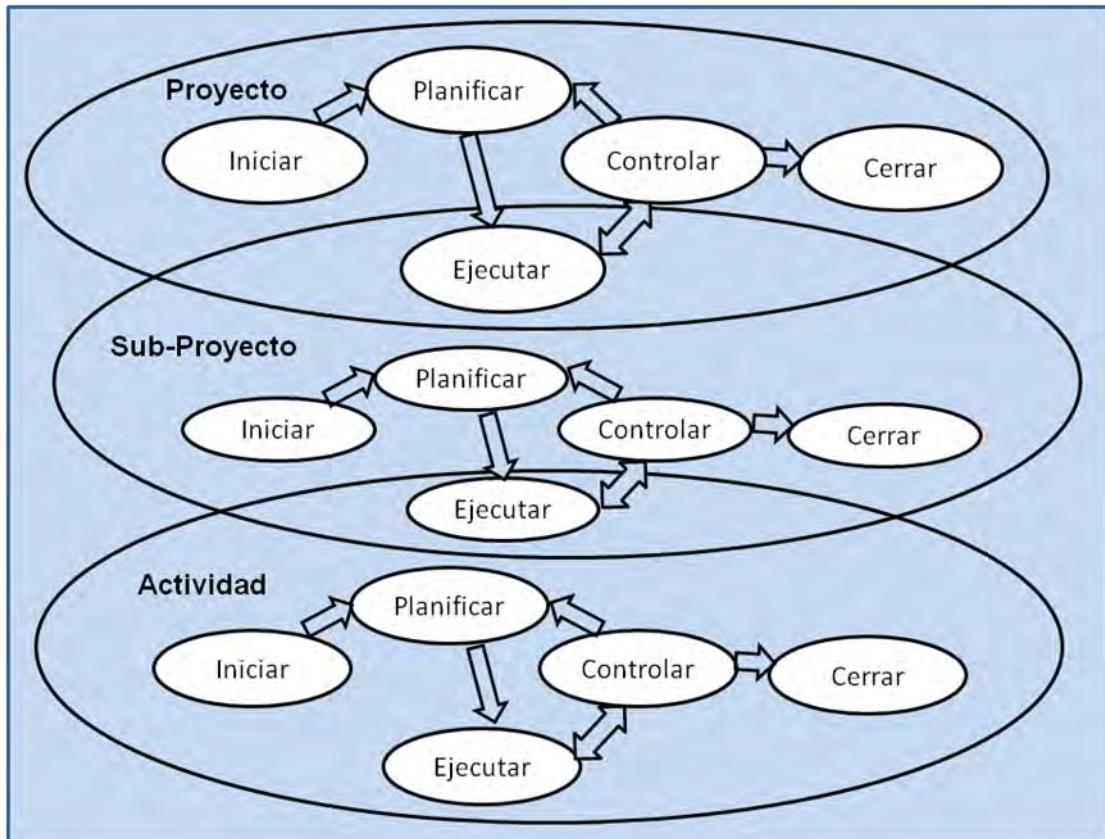 Proyecto
Planificar
Iniciar
Controlar
Cerrar
Ejecutar
Sub-Proyecto
Planificar
Iniciar
Controlar
Cerrar
Ejecutar
Actividad
Planificar
Iniciar
Controlar
Cerrar
Ejecutar